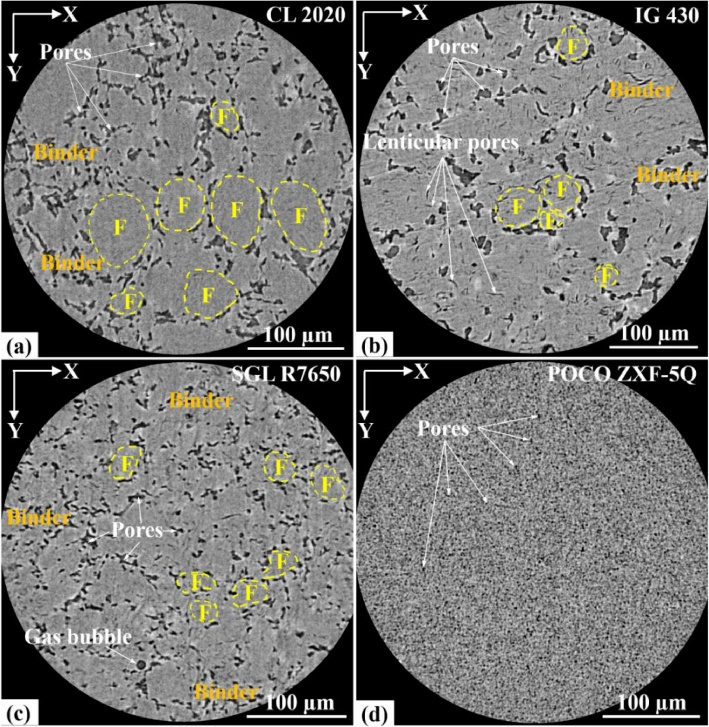 CL 2020
X
Y
Pores
F
Binder
F
F
F
F
Binder
F
F
100 µm
(a)
IG 430
X
Y
Pores
F
Binder
Lenticular pores
Binder
F
F
F
F
100 µm
(b)
SGL R7650
X
Y
Binder
F
F
F
Binder
Pores
F
F
F
F
Gas bubble
Binder
100 µm
(c)
POCO ZXF-5Q
X
Y
Pores
100 µm
(d)